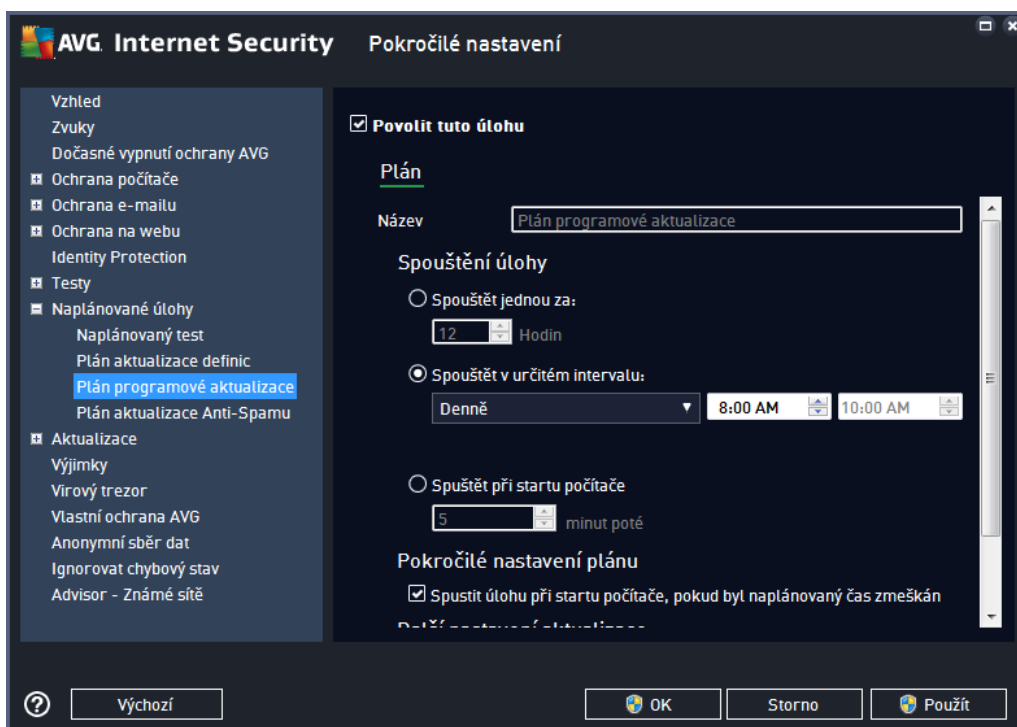 AVG. Internet Security Pokročilé nastavení
Vzhled
Zvuky
Dočasné vypnutí ochrany AVG
Ochrana počítače
Ochrana e-mailu
Ochrana na webu
Identity Protection
Testy
Naplánované úlohy
Naplánovaný test
Plán aktualizace definic
Plán programové aktualizace
Plán aktualizace Anti-Spamu
Aktualizace
Výjimky
Virový trezor
Vlastní ochrana AVG
Anonymní sběr dat
Ignorovat chybový stav
Advisor - Známé sítě
Povolit tuto úlohu
Plán
Název Plán programové aktualizace
Spouštění úlohy
Spouštět jednou za:
12 Hodin
Spouštět v určitém intervalu:
Denně 8:00 AM 10:00 AM
Spuštět při startu počítače
5 minut poté
Pokročilé nastavení plánu
Spustit úlohu při startu počítače, pokud byl naplánovaný čas zmeškán
Další nastavení aktualizace
? Výchozí OK Storno Použít